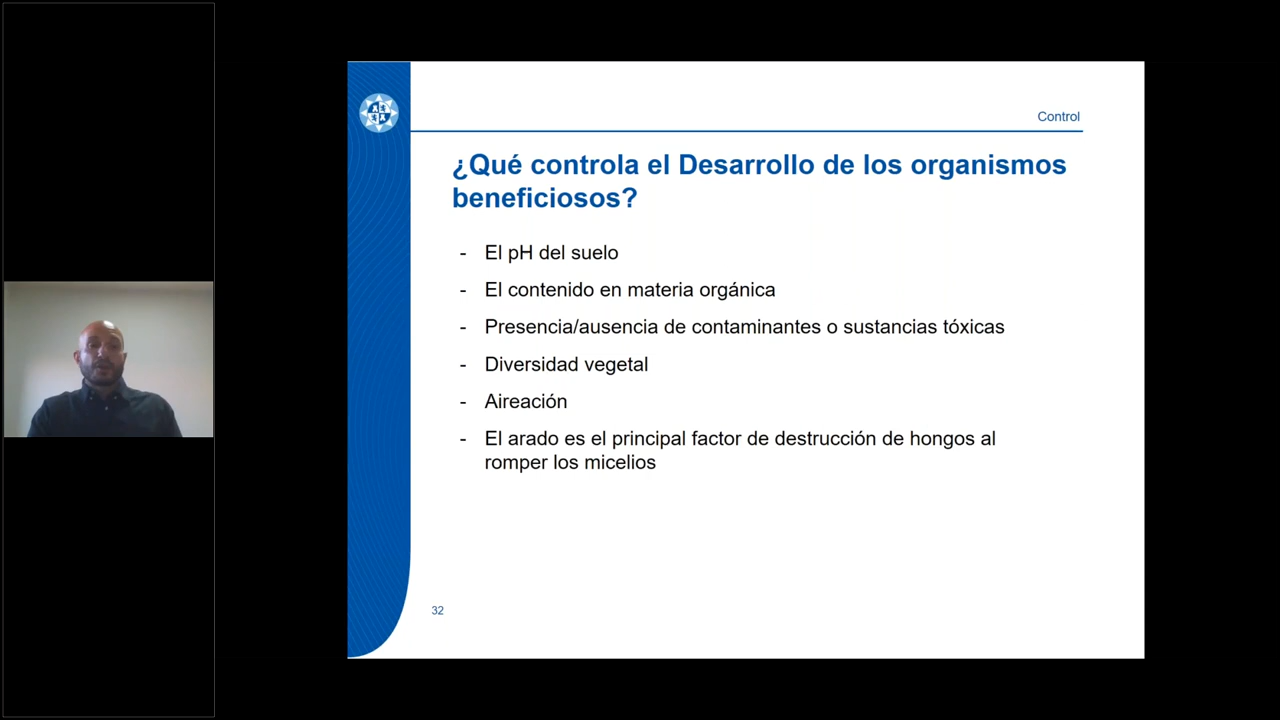 Control
¿Qué controla el Desarrollo de los organismos
beneficiosos?
- El pH del suelo
- El contenido en materia orgánica
- Presencia/ausencia de contaminantes o sustancias tóxicas
- Diversidad vegetal
- Aireación
- El arado es el principal factor de destrucción de hongos al
romper los micelios
32